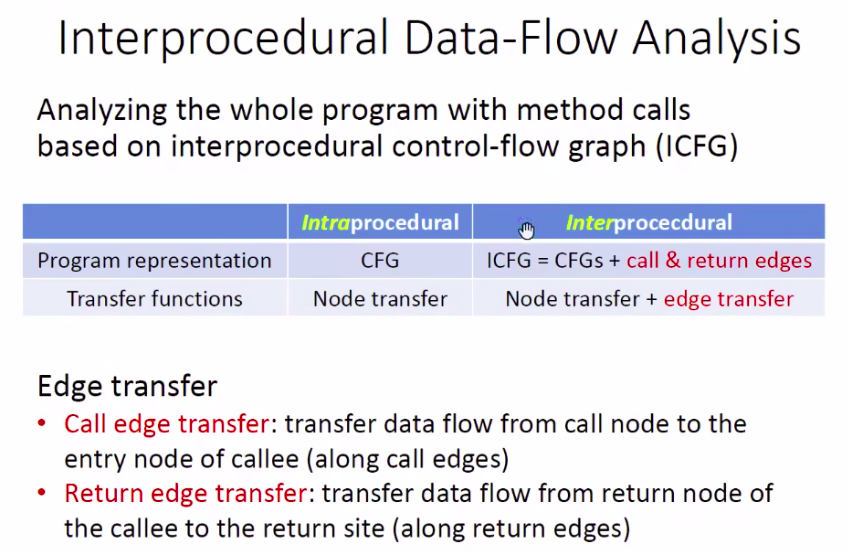 Interprocedural Data-Flow Analysis
Analyzing the whole program with method calls
based on interprocedural control-flow graph (ICFG)
Intraprocedural Interprocecdural
Program representation CFG ICFG = CFGs + call & return edges
Transfer functions Node transfer Node transfer + edge transfer
Edge transfer
• Call edge transfer: transfer data flow from call node to the
entry node of callee (along call edges)
• Return edge transfer: transfer data flow from return node of
the callee to the return site (along return edges)